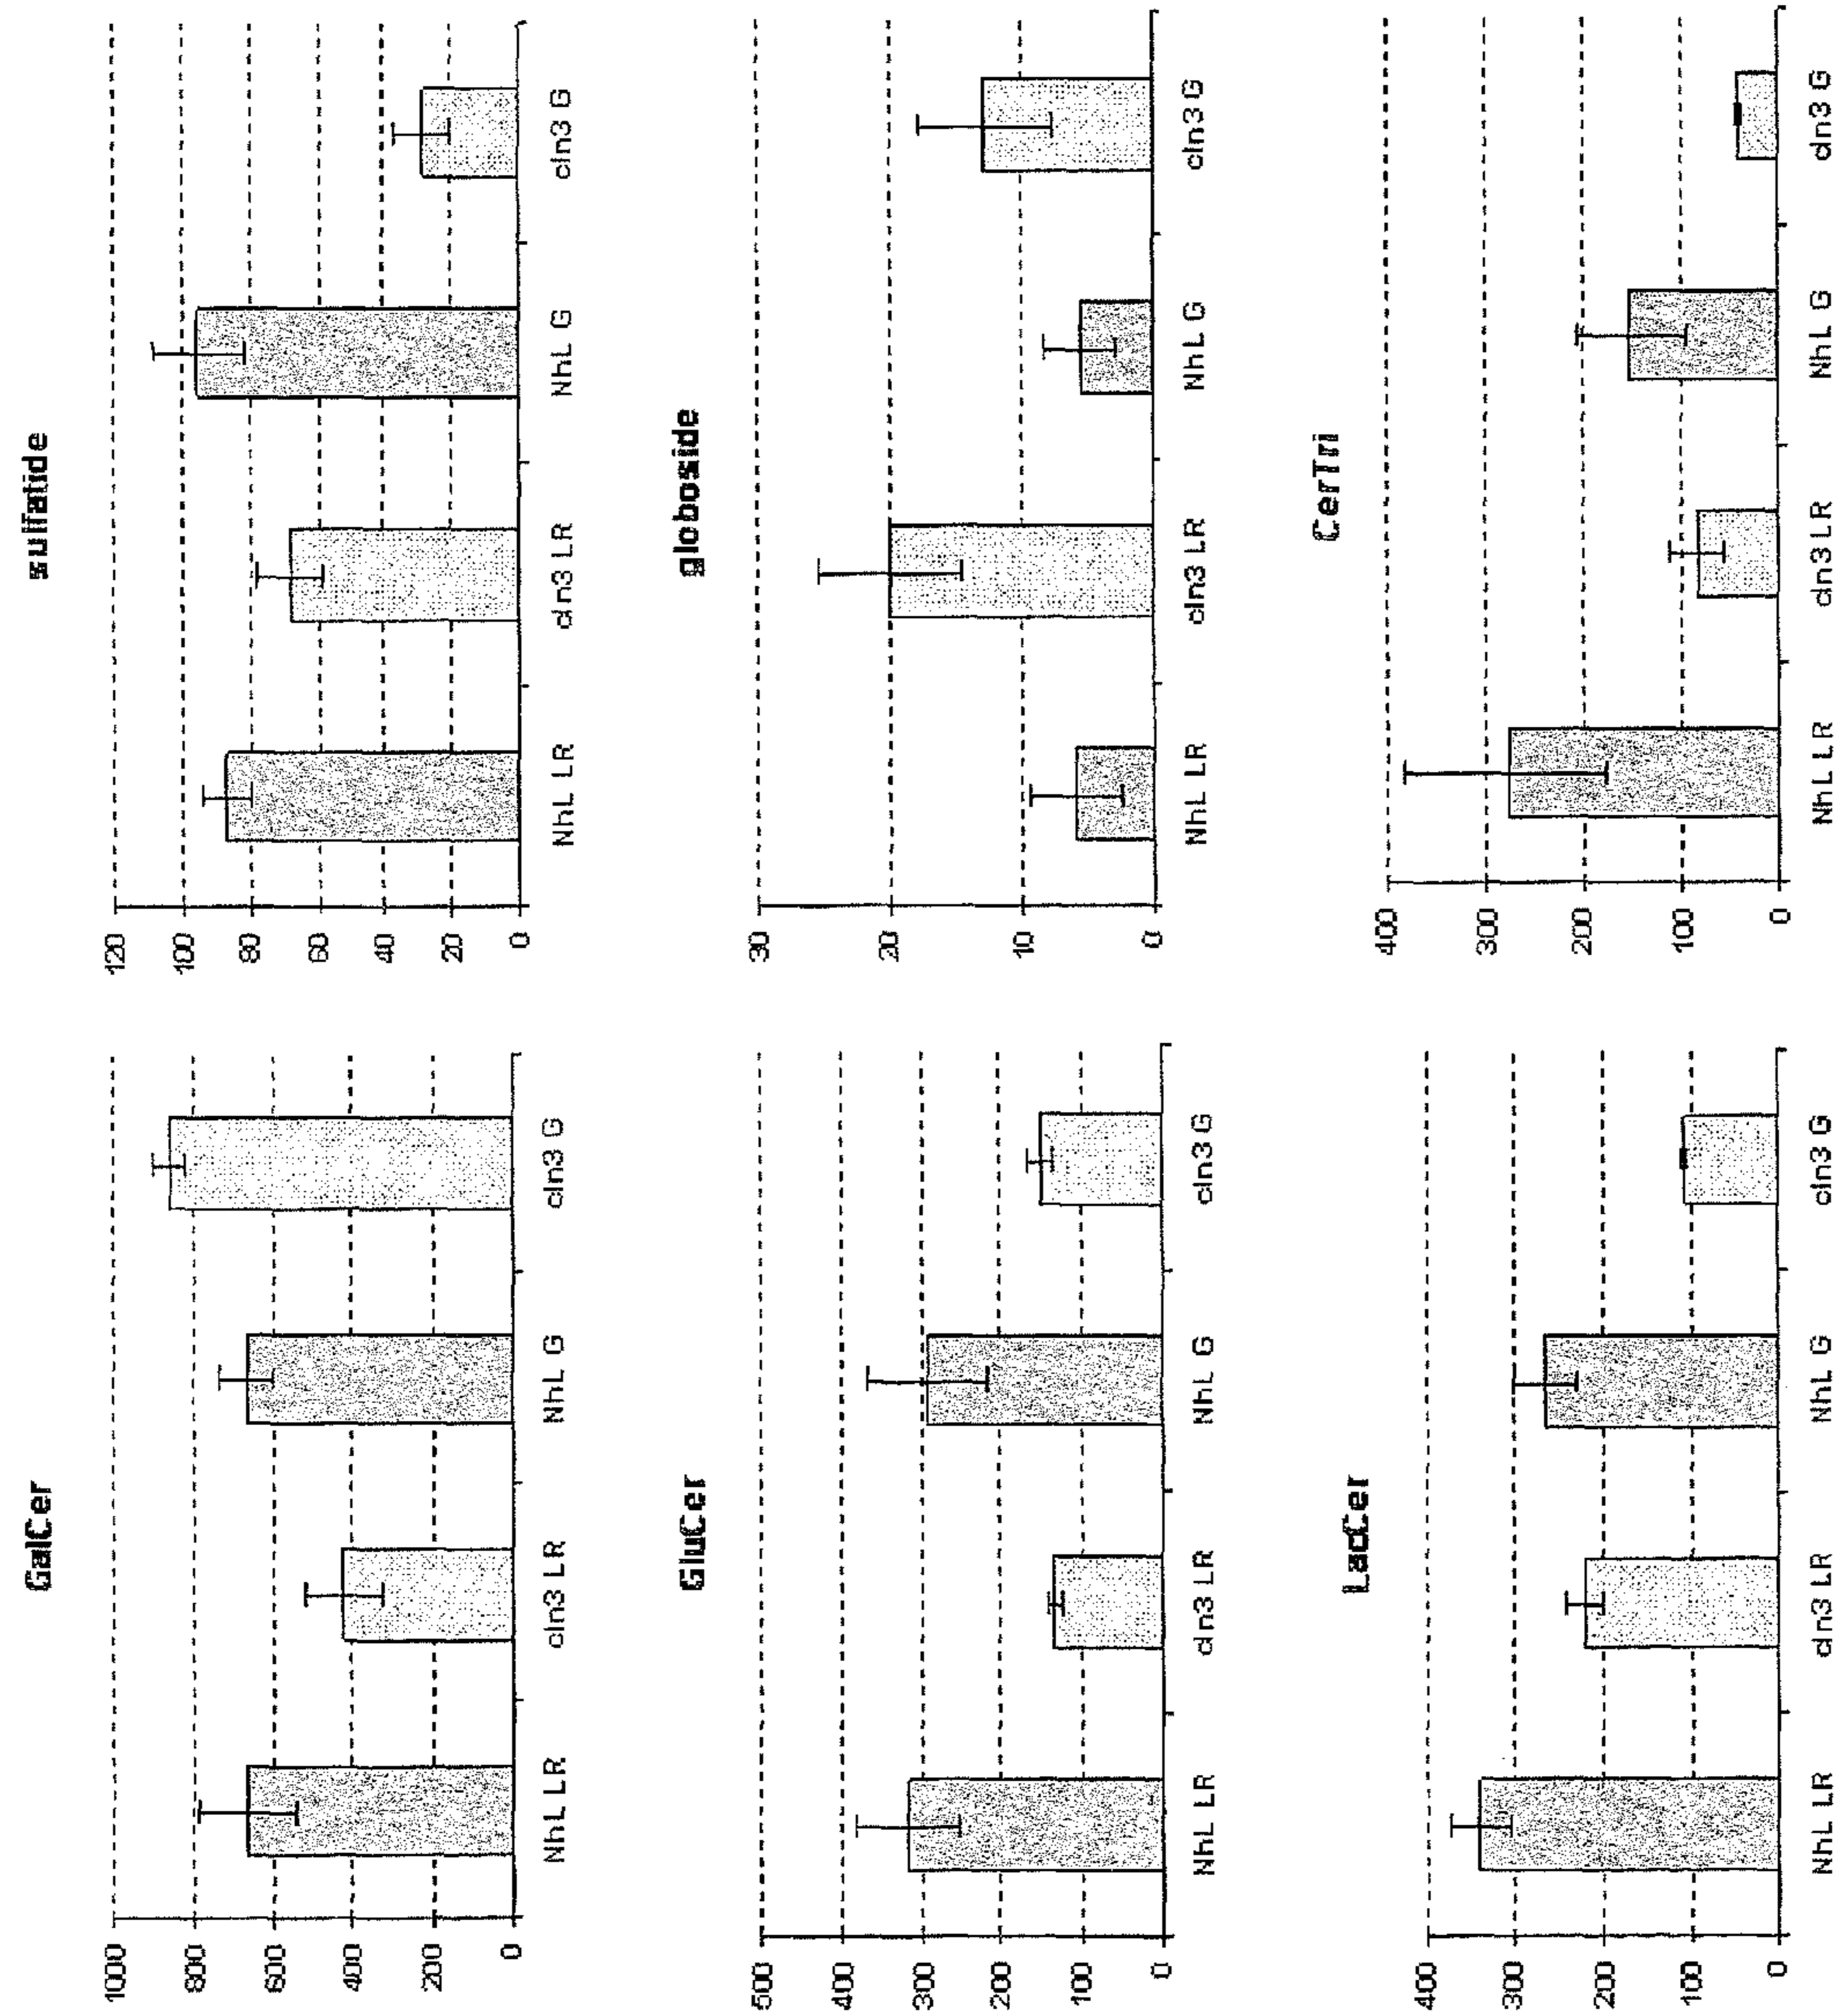 GalCer
1000
800
600
400
200
0
NhL LR
cln3 LR
NhL G
cln3 G
sulfatide
120
100
80
60
40
20
0
NhL LR
cln3 LR
NhL G
cln3 G
GluCer
500
400
300
200
100
0
NhL LR
cln3 LR
NhL G
cln3 G
globoside
30
20
10
0
NhL LR
cln3 LR
NhL G
cln3 G
LacCer
400
300
200
100
0
NhL LR
cln3 LR
NhL G
cln3 G
CerTri
400
300
200
100
0
NhL LR
cln3 LR
NhL G
cln3 G